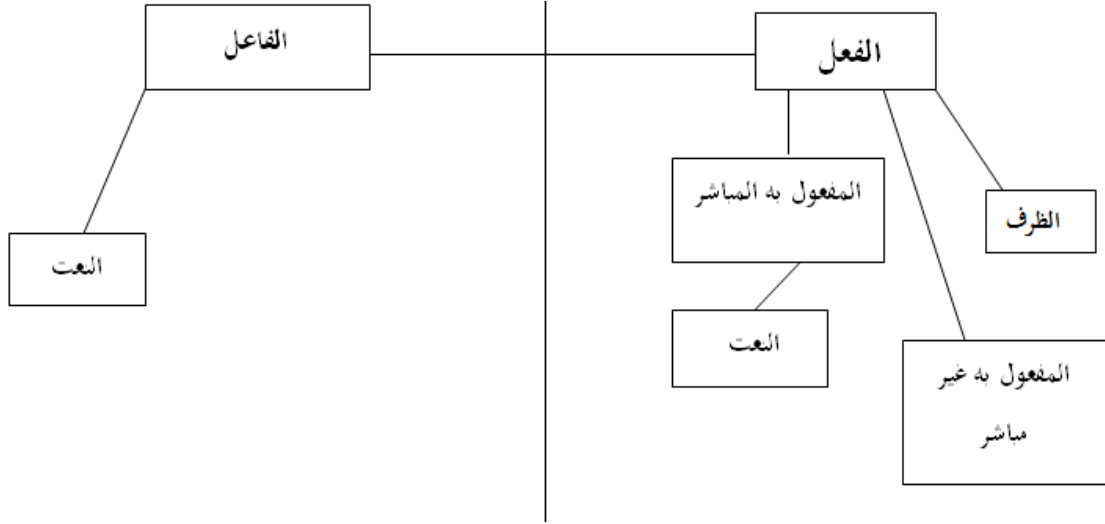 الفعل
الفاعل
المفعول به المباشر
الظرف
النعت
النعت
المفعول به غير
مباشر